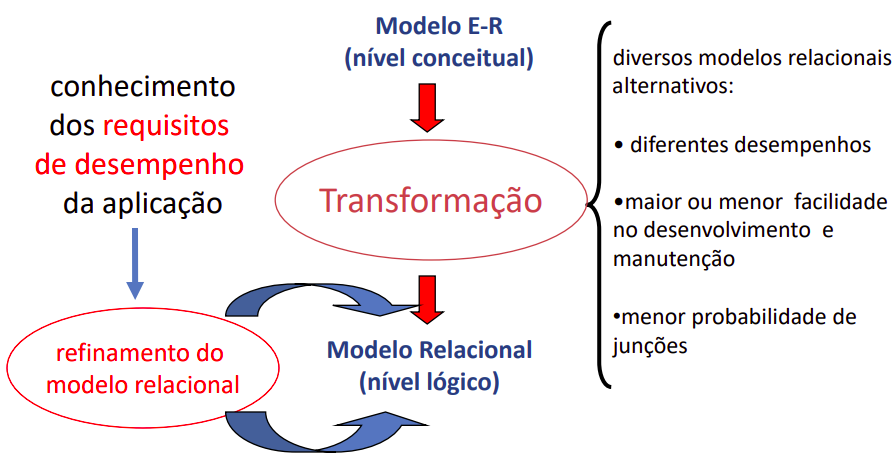 Modelo E-R
(nível conceitual)
conhecimento
dos requisitos
de desempenho
da aplicação
Transformação
diversos modelos relacionais
alternativos:
• diferentes desempenhos
•maior ou menor facilidade
no desenvolvimento e
manutenção
•menor probabilidade de
junções
refinamento do
modelo relacional
Modelo Relacional
(nível lógico)